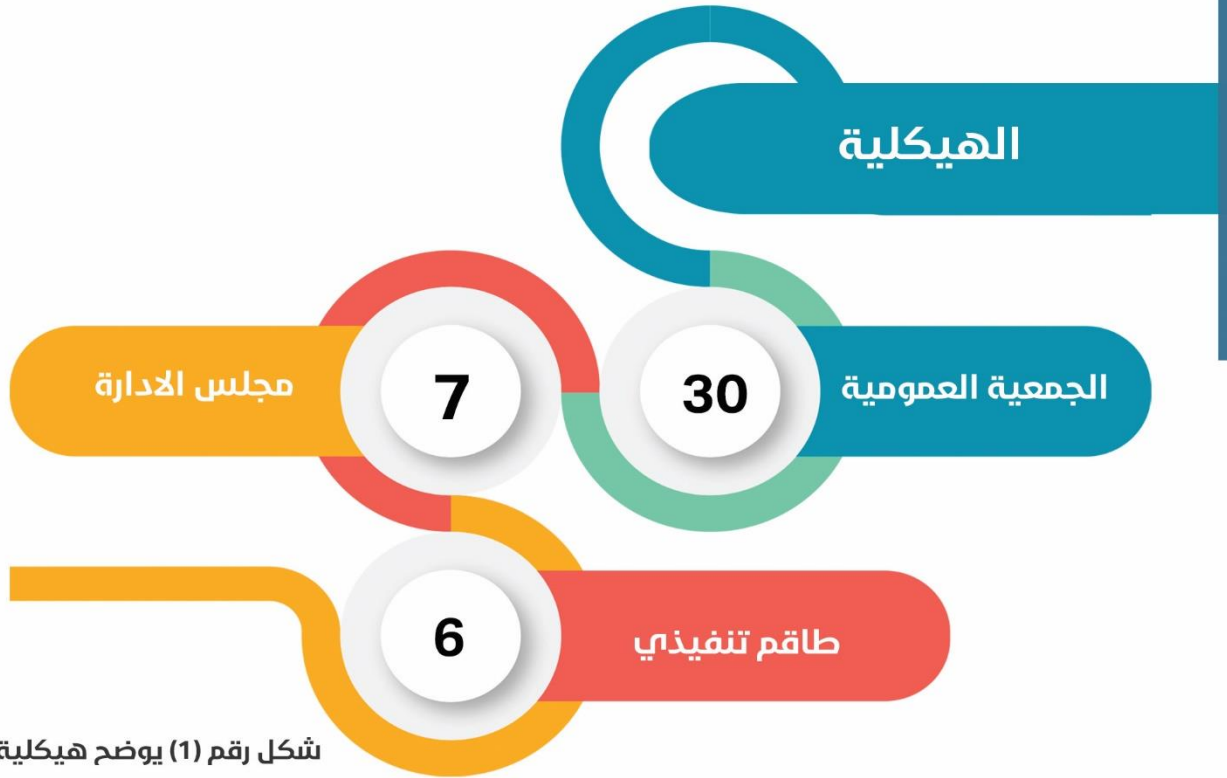 الهيكلية
الجمعية العمومية
30
7
مجلس الادارة
6
طاقم تنفيذي
شكل رقم (1) يوضح هيكلية